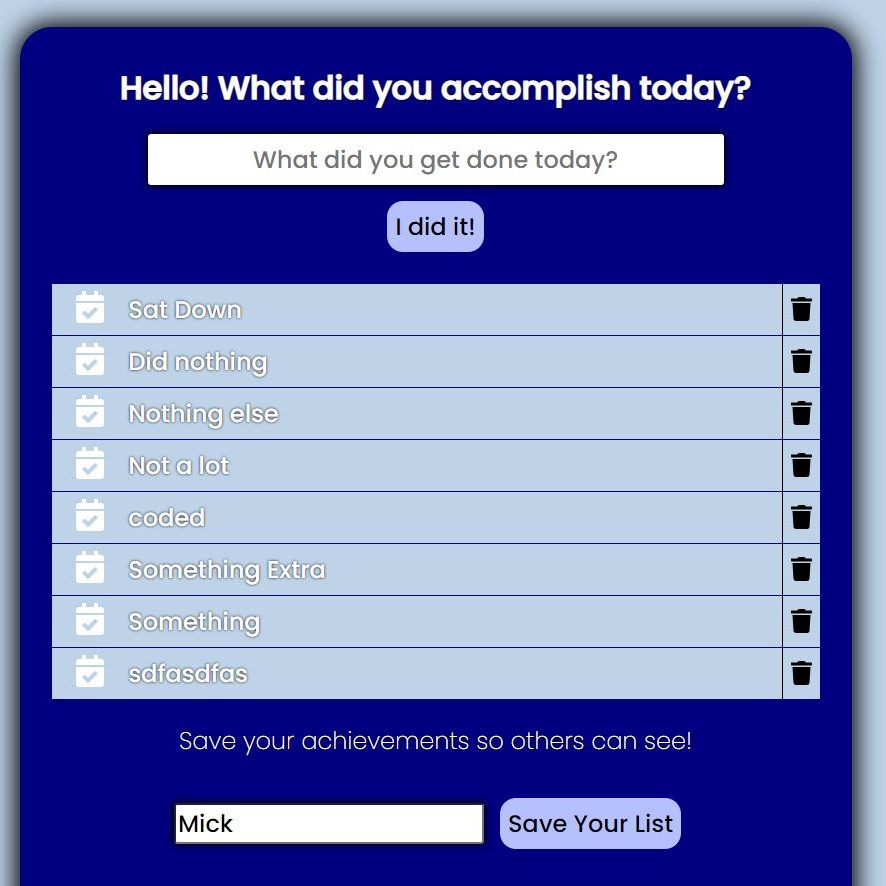 Hello! What did you accomplish today?
What did you get done today?
I did it!
Sat Down
Did nothing
Nothing else
Not a lot
coded
Something Extra
Something
sdfasdfas
Save your achievements so others can see!
Mick Save Your List